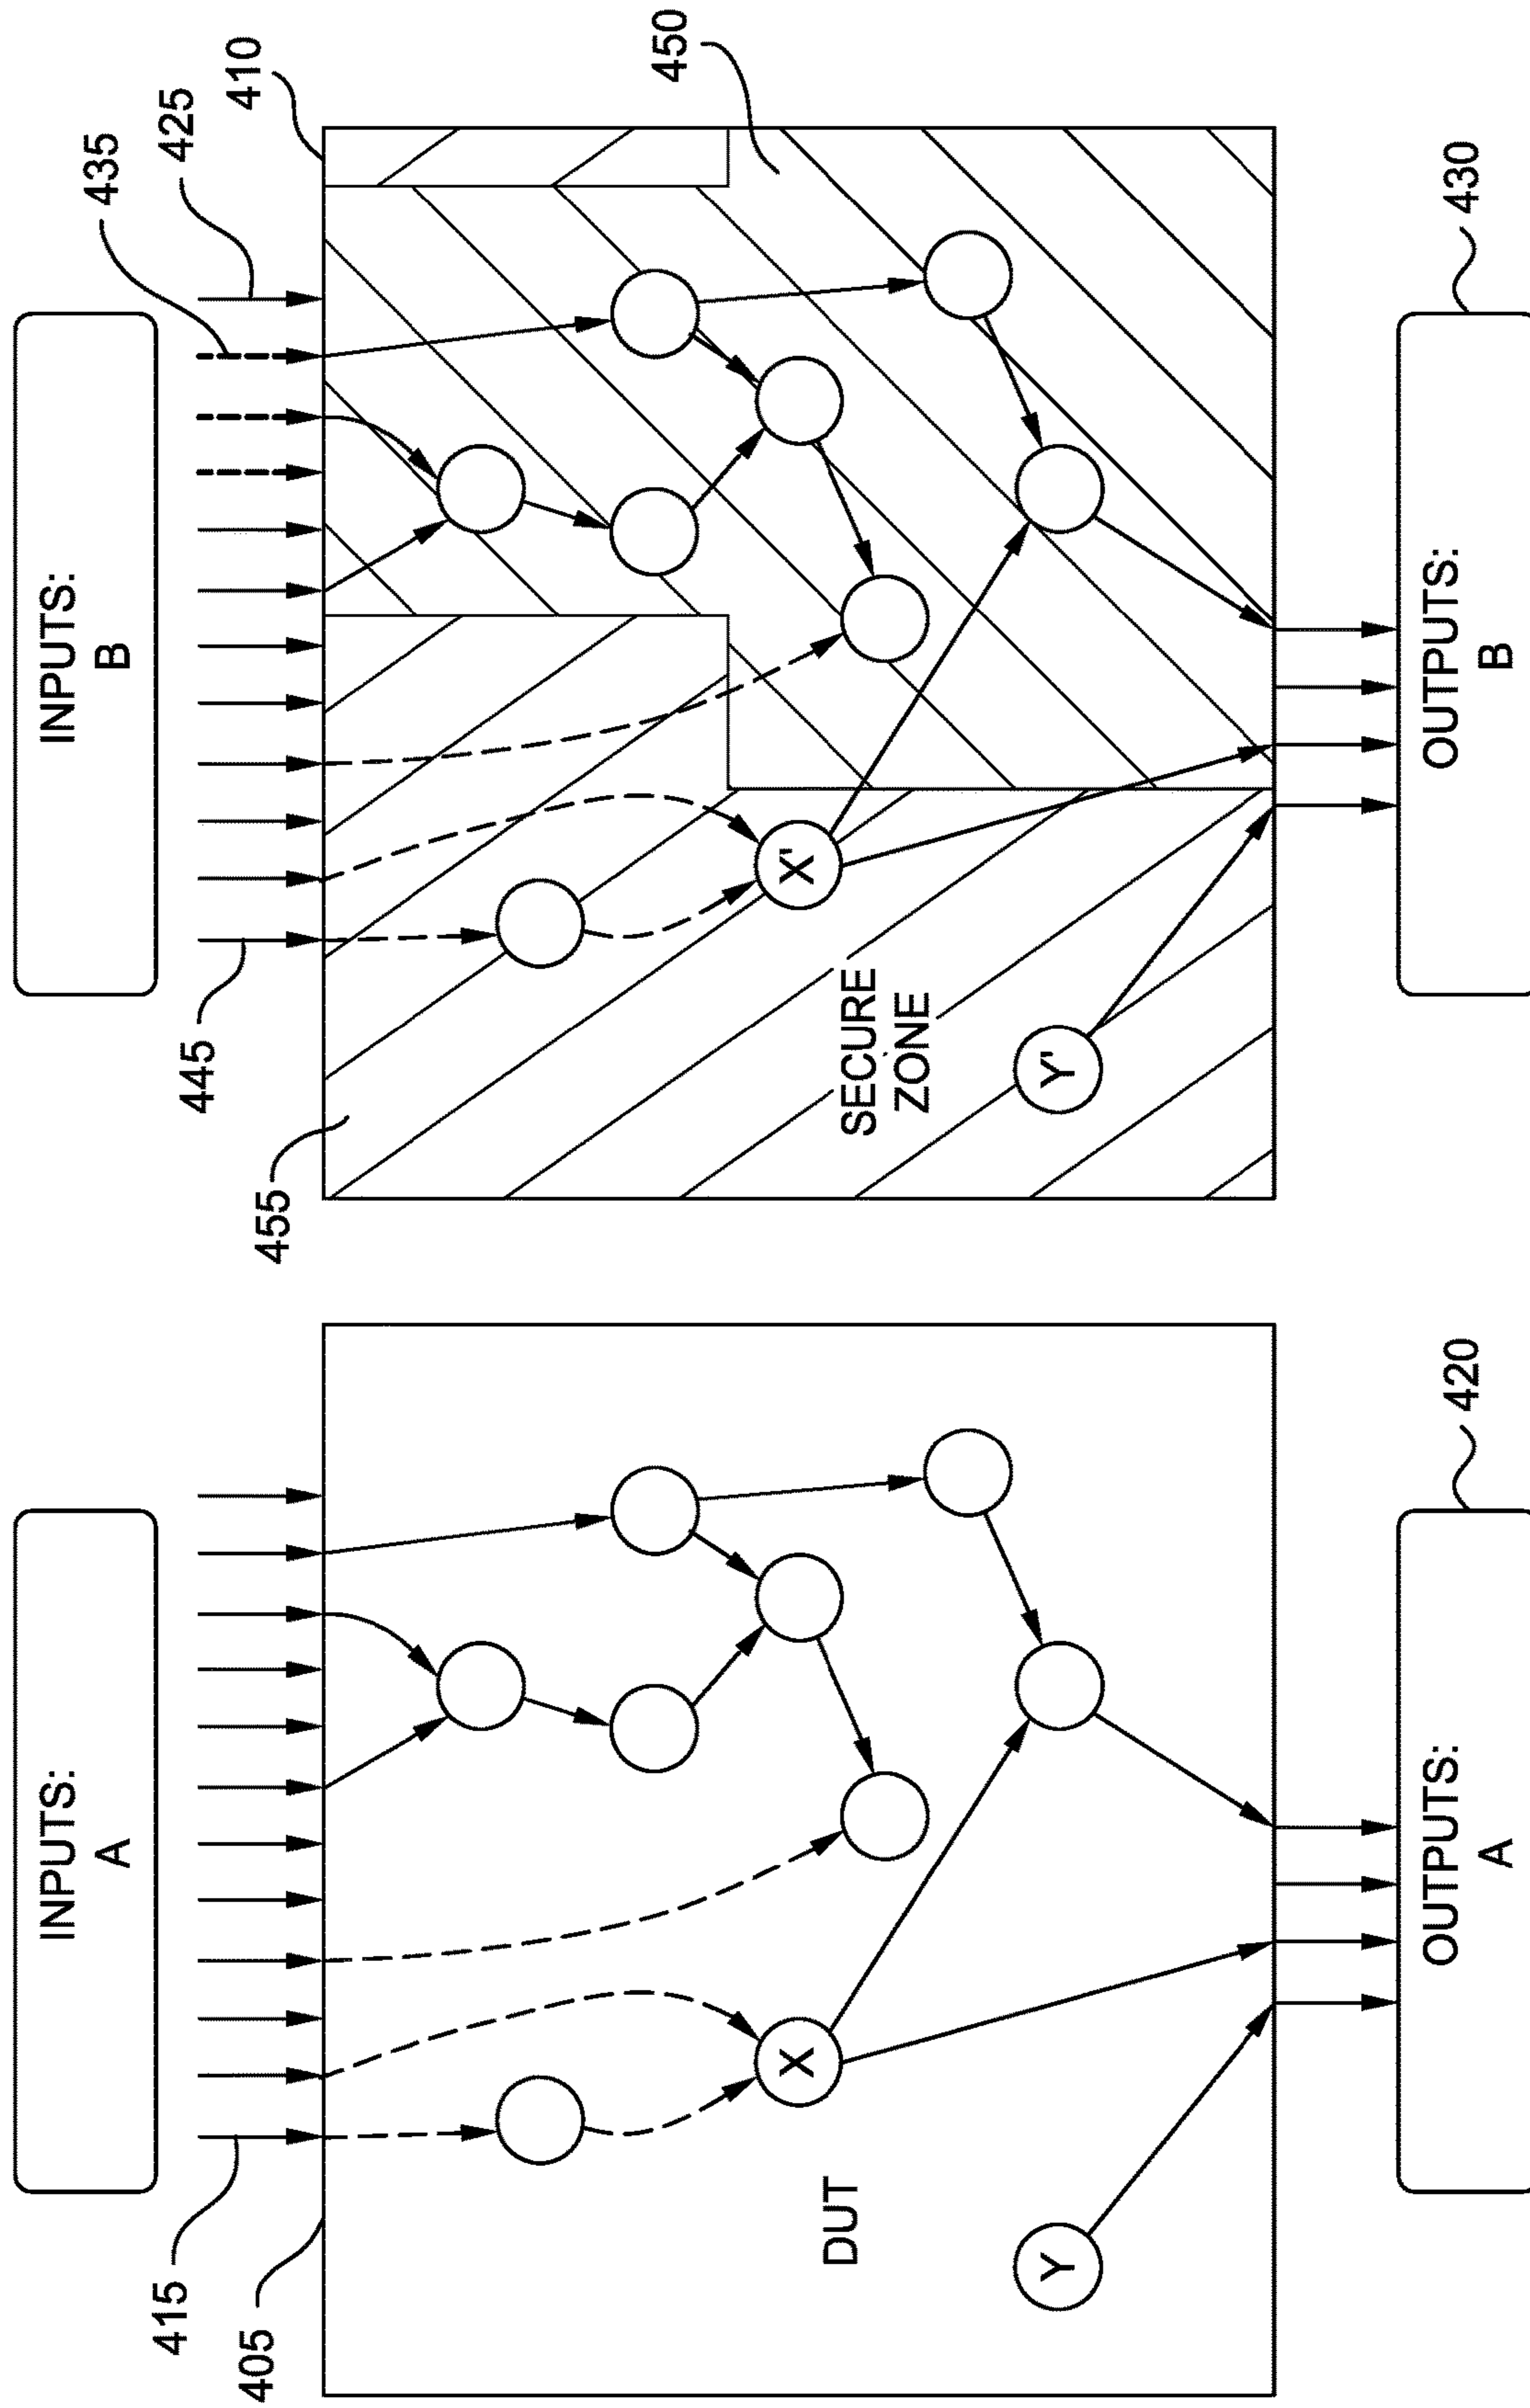 INPUTS:
A
415
405
DUT
X
Y
OUTPUTS:
A
420
INPUTS:
B
435
425
410
445
455
450
X'
SECURE
ZONE
Y'
OUTPUTS:
B
430